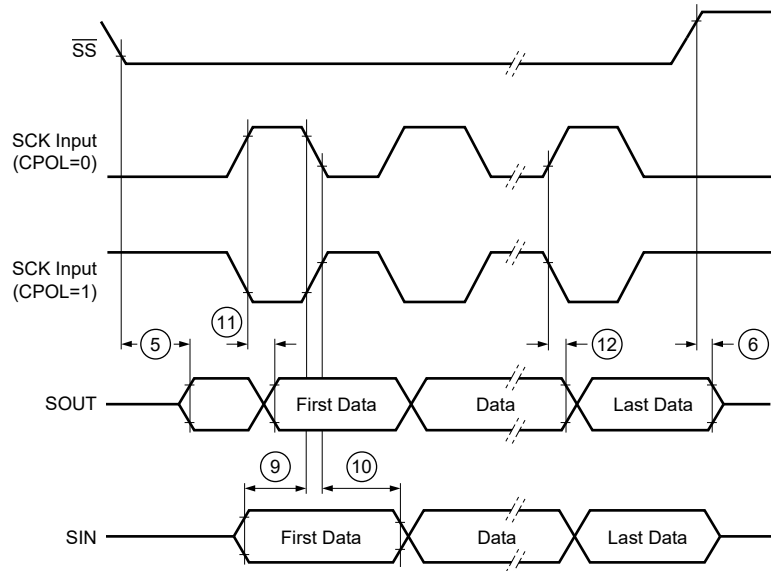 SS
SCK Input
(CPOL=0)
SCK Input
(CPOL=1)
5
11
12
6
SOUT
First Data
Data
Last Data
9
10
SIN
First Data
Data
Last Data